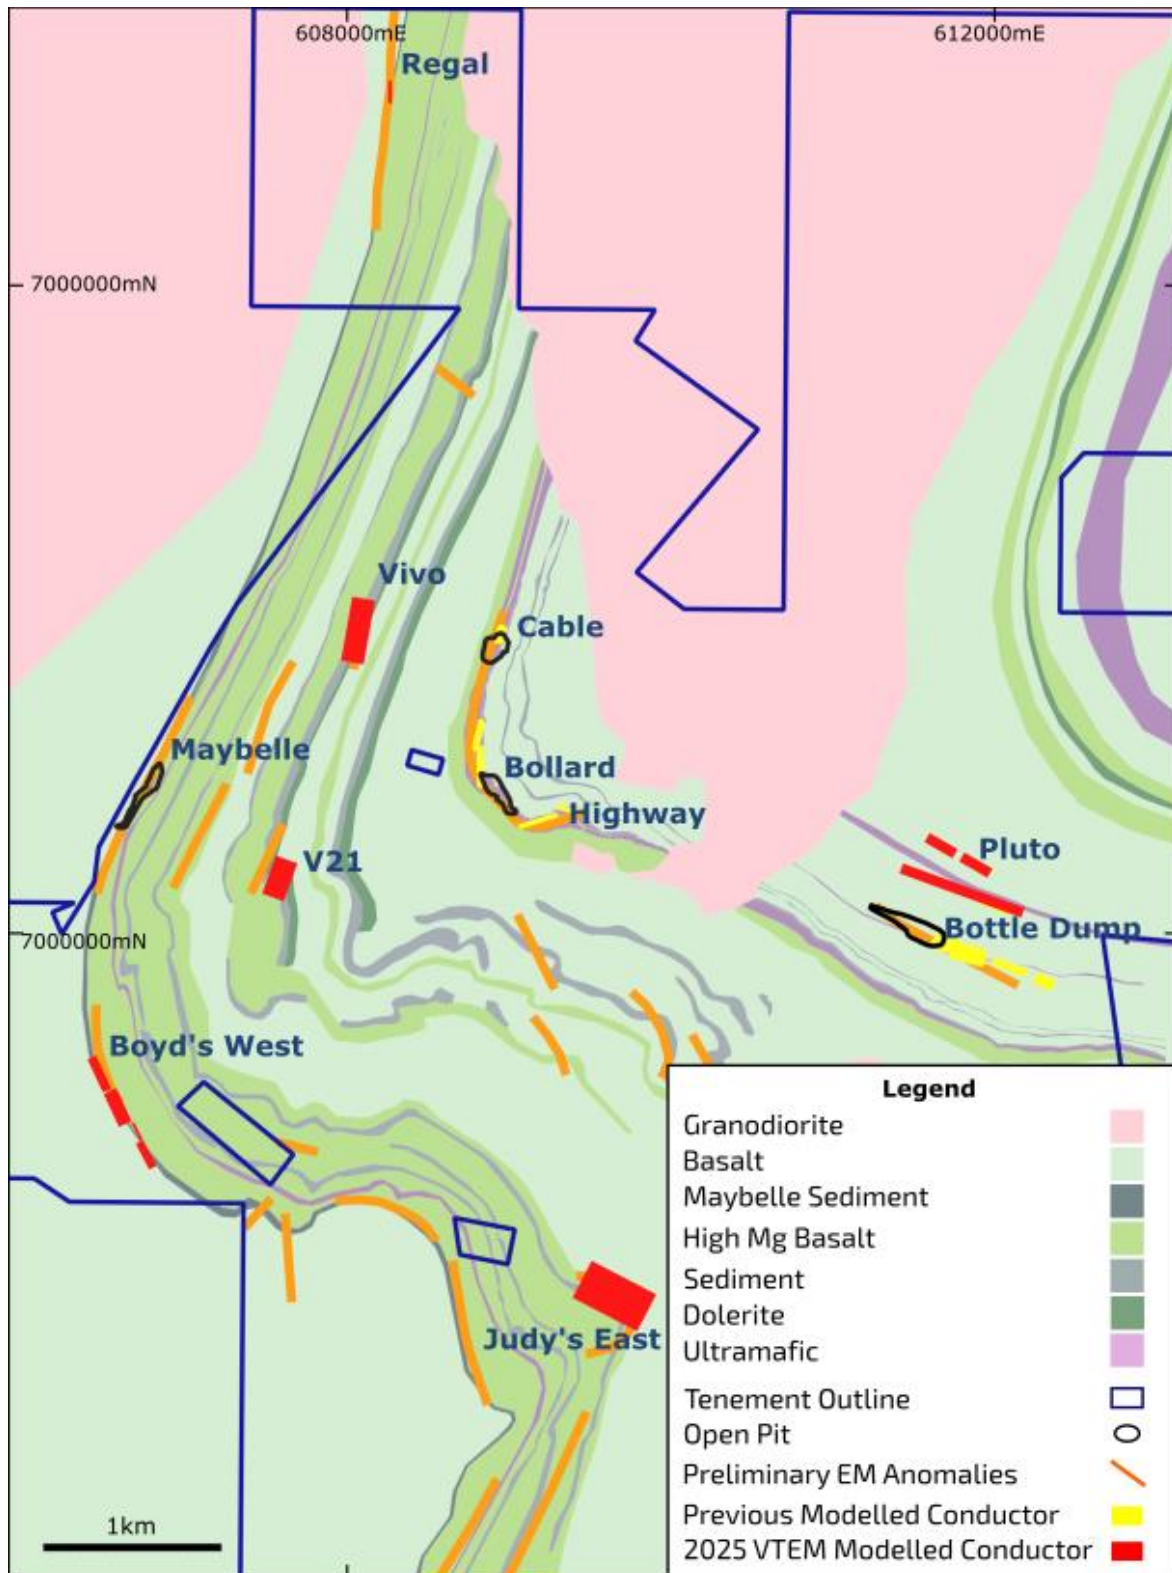 608000mE
612000mE
Regal
7000000mN
Vivo
Cable
Maybelle
Bollard
Highway
V21
Pluto
Bottle Dump
7000000mN
Boyd's West
Judy's East
Legend
Granodiorite
Basalt
Maybelle Sediment
High Mg Basalt
Sediment
Dolerite
Ultramafic
Tenement Outline
Open Pit
Preliminary EM Anomalies
Previous Modelled Conductor
2025 VTEM Modelled Conductor
1km